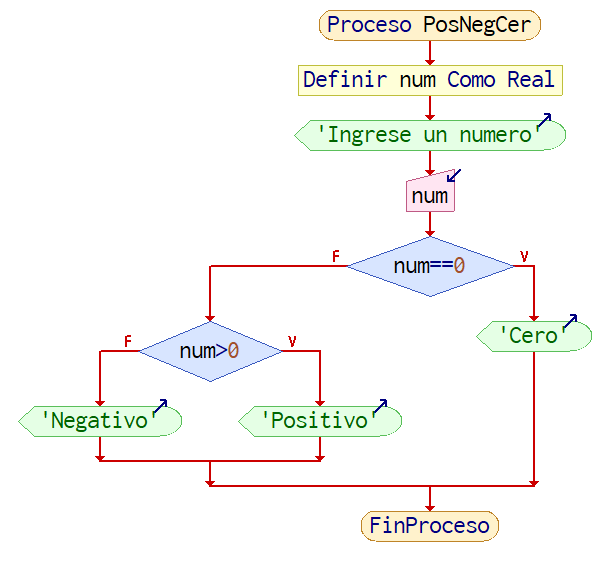 Proceso PosNegCer
Definir num Como Real
'Ingrese un numero'
num
num==0
F
V
num>0
F
V
'Cero'
'Negativo'
'Positivo'
FinProceso